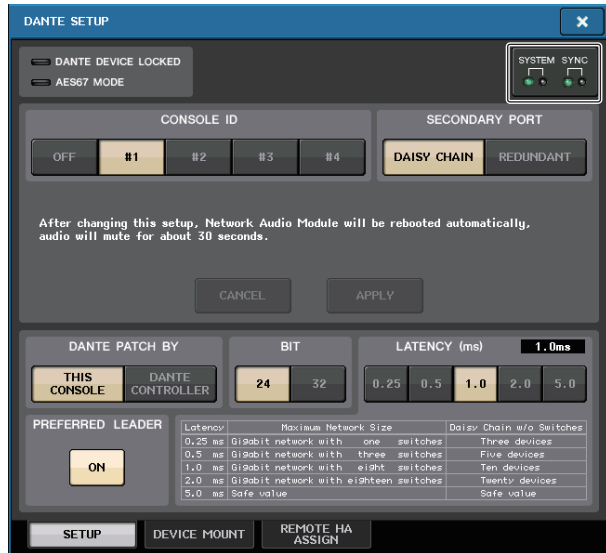 DANTE SETUP
DANTE DEVICE LOCKED
AES67 MODE
SYSTEM SYNC
CONSOLE ID
OFF #1 #2 #3 #4
SECONDARY PORT
DAISY CHAIN REDUNDANT
After changing this setup, Network Audio Module will be rebooted automatically,
audio will mute for about 30 seconds.
CANCEL APPLY
DANTE PATCH BY
THIS CONSOLE DANTE CONTROLLER
BIT
24 32
LATENCY (ms) 1.0ms
0.25 0.5 1.0 2.0 5.0
PREFERRED LEADER
ON
Latency Maximum Network Size Daisy Chain w/o Switches
0.25 ms Gigabit network with one switches Three devices
0.5 ms Gigabit network with three switches Five devices
1.0 ms Gigabit network with eight switches Ten devices
2.0 ms Gigabit network with eighteen switches Twenty devices
5.0 ms Safe value Safe value
SETUP DEVICE MOUNT REMOTE HA ASSIGN